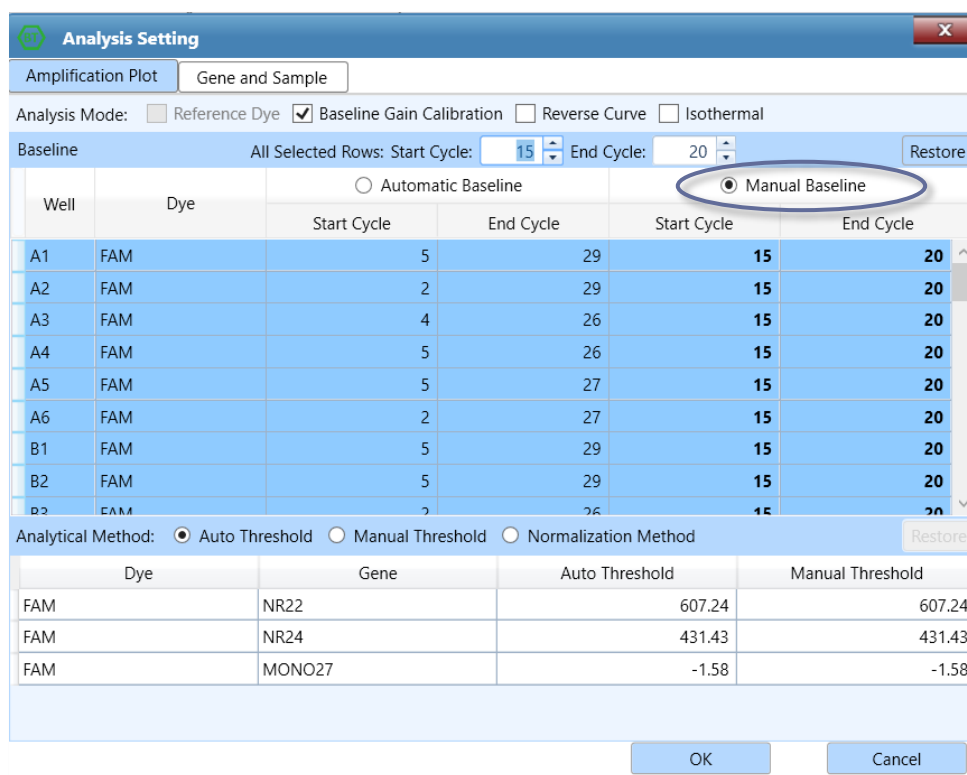 Analysis Setting
x
Amplification Plot Gene and Sample
Analysis Mode: Reference Dye Baseline Gain Calibration Reverse Curve Isothermal
Baseline All Selected Rows: Start Cycle: 15 End Cycle: 20 Restore
Well Dye Automatic Baseline Manual Baseline
Start Cycle End Cycle Start Cycle End Cycle
A1 FAM 5 29 15 20
A2 FAM 2 29 15 20
A3 FAM 4 26 15 20
A4 FAM 5 26 15 20
A5 FAM 5 27 15 20
A6 FAM 2 27 15 20
B1 FAM 5 29 15 20
B2 FAM 5 29 15 20
B3 FAM 2 26 15 20
Analytical Method: Auto Threshold Manual Threshold Normalization Method Restore
Dye Gene Auto Threshold Manual Threshold
FAM NR22 607.24 607.24
FAM NR24 431.43 431.43
FAM MONO27 -1.58 -1.58
OK Cancel